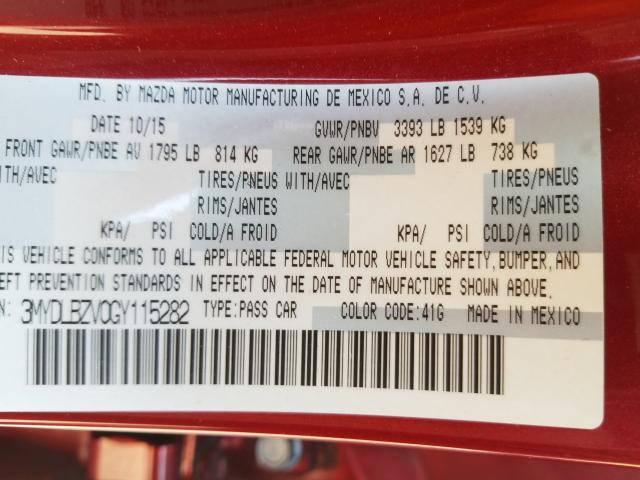 MFD. BY MAZDA MOTOR MANUFACTURING DE MEXICO S.A. DE C.V.
DATE 10/15 GVWR/PNBV 3393 LB 1539 KG
FRONT GAWR/PNBE AV 1795 LB 814 KG REAR GAWR/PNBE AR 1627 LB 738 KG
ITH/AVEC TIRES/PNEUS WITH/AVEC TIRES/PNEUS
RIMS/JANTES RIMS/JANTES
KPA/ PSI COLD/A FROID KPA/ PSI COLD/A FROID
IS VEHICLE CONFORMS TO ALL APPLICABLE FEDERAL MOTOR VEHICLE SAFETY, BUMPER, AND
EFT PREVENTION STANDARDS IN EFFECT ON THE DATE OF MANUFACTURE SHOWN ABOVE.
N: 3MYDLBZV0GY115282 TYPE:PASS CAR COLOR CODE:41G MADE IN MEXICO